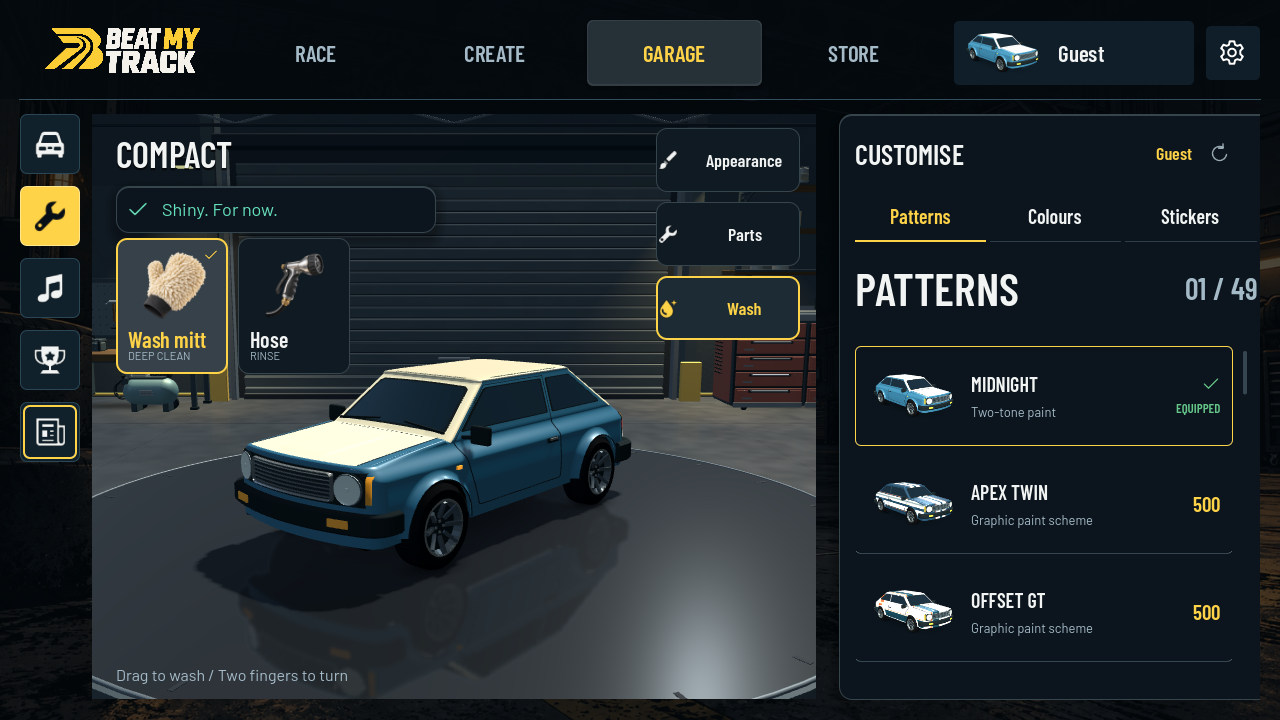 BEAT MY
TRACK
RACE
CREATE
GARAGE
STORE
Guest
COMPACT
Shiny. For now.
Wash mitt
DEEP CLEAN
Hose
RINSE
Appearance
Parts
Wash
Drag to wash / Two fingers to turn
CUSTOMISE
Guest
Patterns
Colours
Stickers
PATTERNS
01 / 49
MIDNIGHT
Two-tone paint
EQUIPPED
APEX TWIN
Graphic paint scheme
500
OFFSET GT
Graphic paint scheme
500